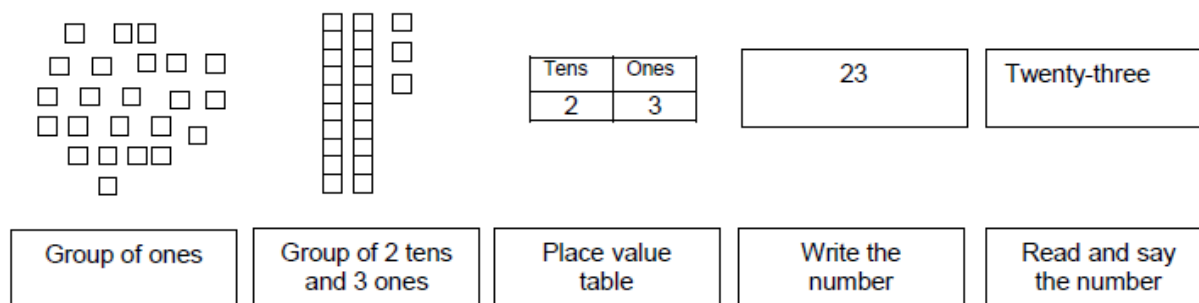 Tens Ones
2 3
23
Twenty-three
Group of ones
Group of 2 tens
and 3 ones
Place value
table
Write the
number
Read and say
the number